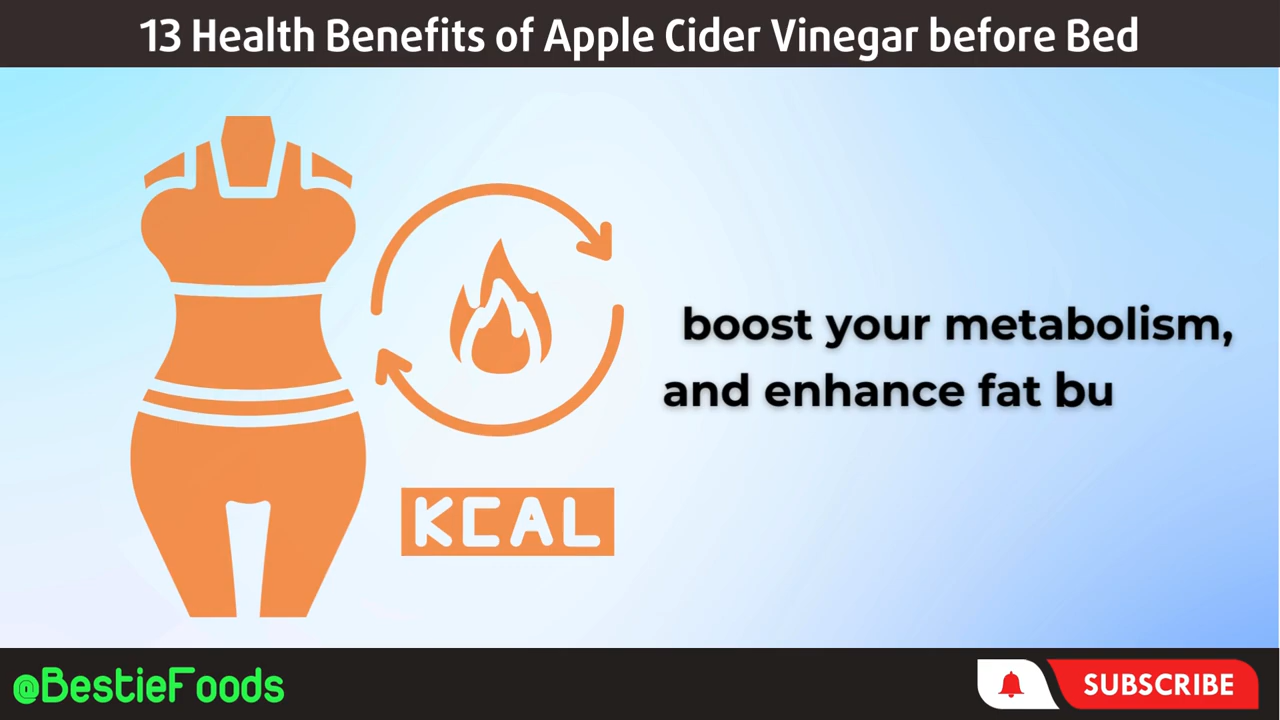 13 Health Benefits of Apple Cider Vinegar before Bed
boost your metabolism,
and enhance fat bu
KCAL
@BestieFoods
SUBSCRIBE